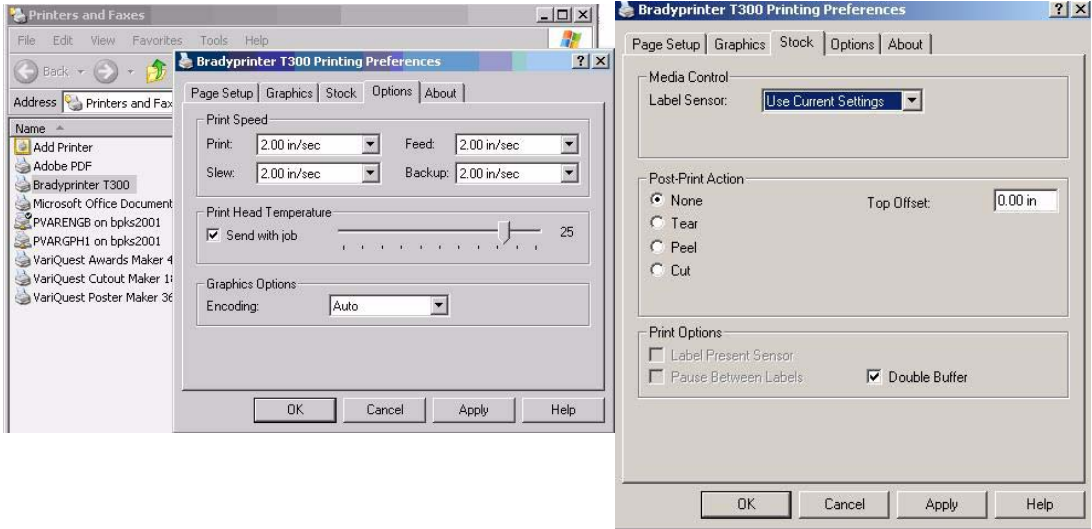 Printers and Faxes
File Edit View Favorites Tools Help
Back
Address Printers and Fax
Name
Add Printer
Adobe PDF
Bradyprinter T300
Microsoft Office Document
PVARENGB on bpks2001
PVARGPH1 on bpks2001
VariQuest Awards Maker 4
VariQuest Cutout Maker 18
VariQuest Poster Maker 36
Bradyprinter T300 Printing Preferences
Page Setup Graphics Stock Options About
Print Speed
Print: 2.00 in/sec Feed: 2.00 in/sec
Slew: 2.00 in/sec Backup: 2.00 in/sec
Print Head Temperature
Send with job 25
Graphics Options
Encoding: Auto
OK Cancel Apply Help
Bradyprinter T300 Printing Preferences
Page Setup Graphics Stock Options About
Media Control
Label Sensor: Use Current Settings
Post-Print Action
None Top Offset: 0.00 in
Tear
Peel
Cut
Print Options
Label Present Sensor
Pause Between Labels Double Buffer
OK Cancel Apply Help